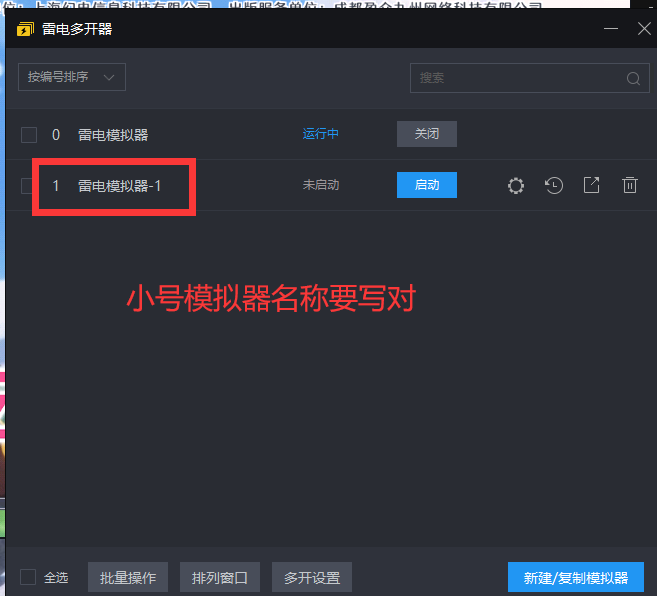 雷电多开器
按编号排序
搜索
0 雷电模拟器 运行中 关闭
1 雷电模拟器-1 未启动 启动
小号模拟器名称要写对
全选 批量操作 排列窗口 多开设置 新建/复制模拟器